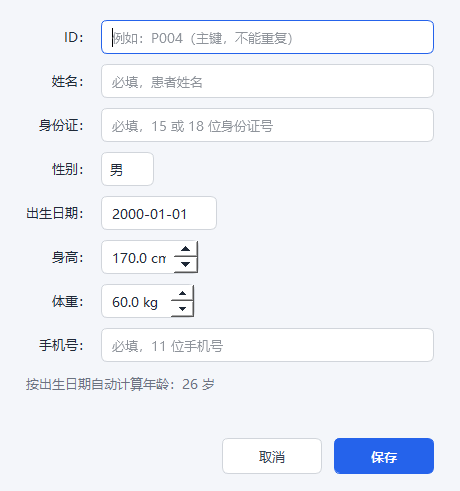 ID： 例如：P004（主键，不能重复）
姓名： 必填，患者姓名
身份证： 必填，15 或 18 位身份证号
性别： 男
出生日期： 2000-01-01
身高： 170.0 cm
体重： 60.0 kg
手机号： 必填，11 位手机号
按出生日期自动计算年龄：26 岁
取消 保存